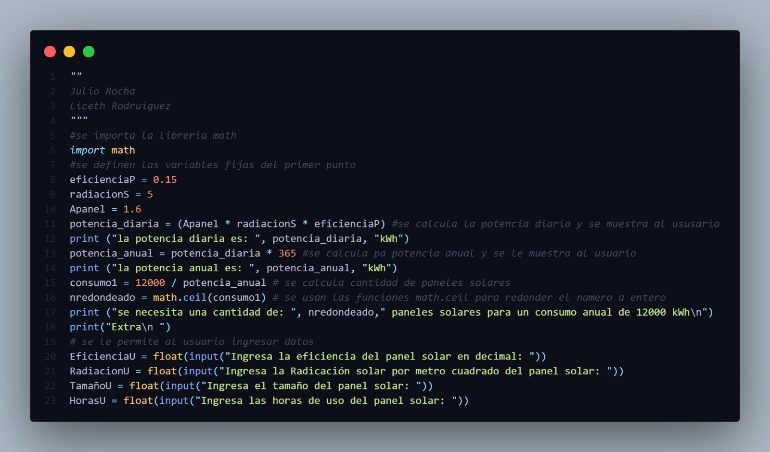 1 """
2 Julio Rocha
3 Liceth Rodruiguez
4 """
5 #se importa la libreria math
6 import math
7 #se definen las variables fijas del primer punto
8 eficienciaP = 0.15
9 radiacionS = 5
10 Apanel = 1.6
11 potencia_diaria = (Apanel * radiacionS * eficienciaP) #se calcula la potencia diaria y se muestra al ususario
12 print ("la potencia diaria es: ", potencia_diaria, "kWh")
13 potencia_anual = potencia_diaria * 365 #se calcula pa potencia anual y se le muestra al usuario
14 print ("la potencia anual es: ", potencia_anual, "kWh")
15 consumo1 = 12000 / potencia_anual # se calcula cantidad de paneles solares
16 nredondeado = math.ceil(consumo1) # se usan las funciones math.ceil para redonder el numero a entero
17 print ("se necesita una cantidad de: ", nredondeado," paneles solares para un consumo anual de 12000 kWh\n")
18 print("Extra\n ")
19 # se le permite al usuario ingresar datos
20 EficienciaU = float(input("Ingresa la eficiencia del panel solar en decimal: "))
21 RadiacionU = float(input("Ingresa la Radicación solar por metro cuadrado del panel solar: "))
22 TamañoU = float(input("Ingresa el tamaño del panel solar: "))
23 HorasU = float(input("Ingresa las horas de uso del panel solar: "))